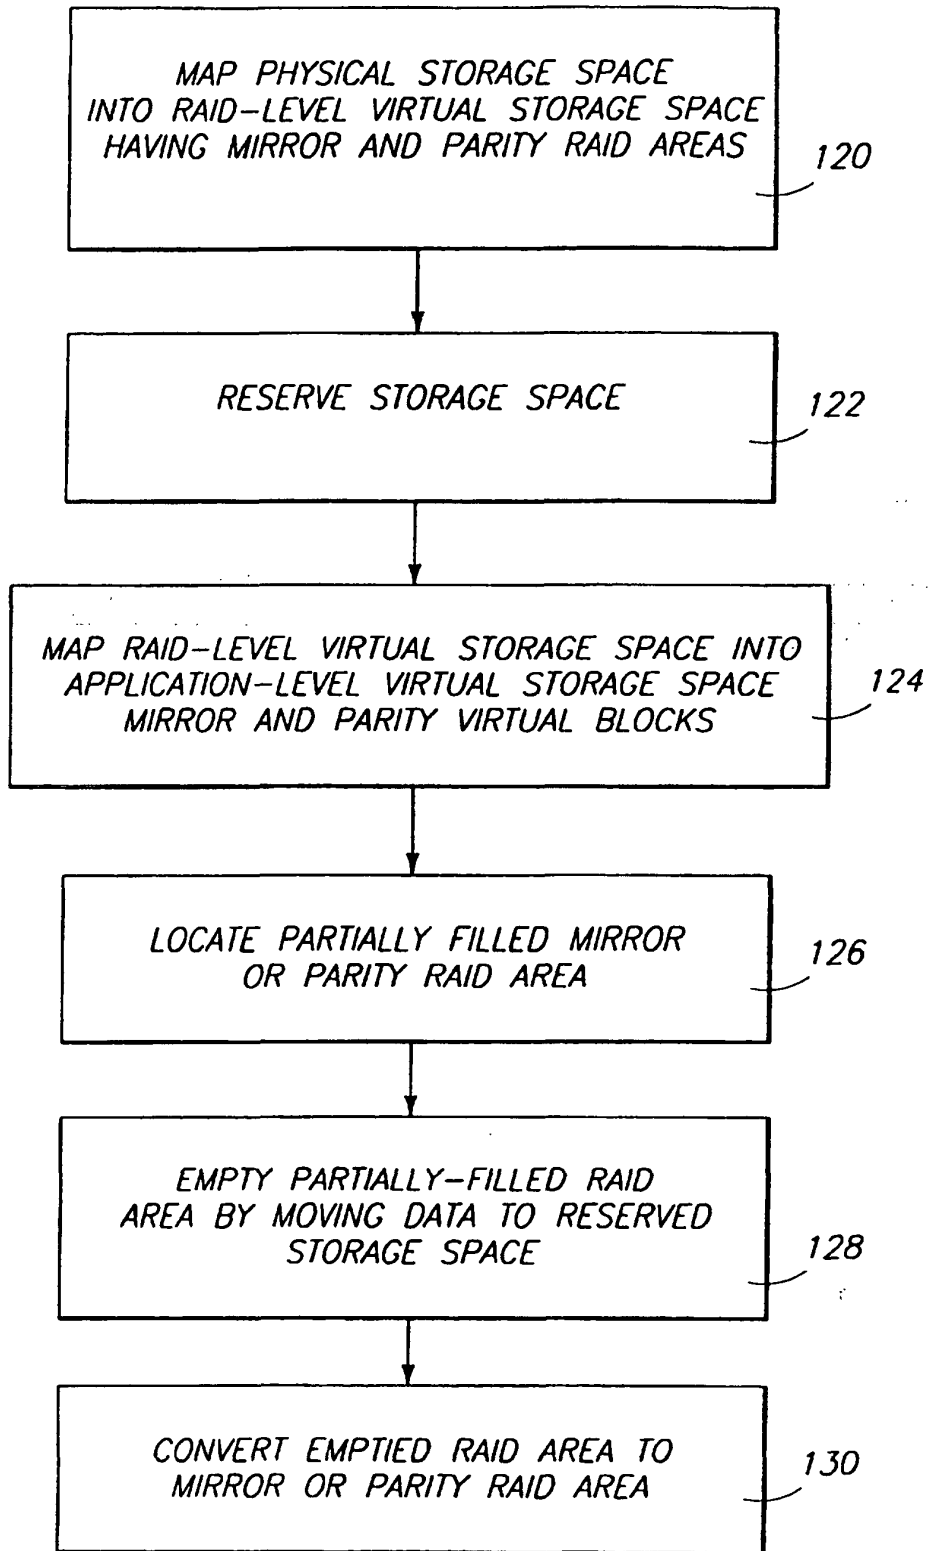 MAP PHYSICAL STORAGE SPACE
INTO RAID-LEVEL VIRTUAL STORAGE SPACE
HAVING MIRROR AND PARITY RAID AREAS
120
RESERVE STORAGE SPACE
122
MAP RAID-LEVEL VIRTUAL STORAGE SPACE INTO
APPLICATION-LEVEL VIRTUAL STORAGE SPACE
MIRROR AND PARITY VIRTUAL BLOCKS
124
LOCATE PARTIALLY FILLED MIRROR
OR PARITY RAID AREA
126
EMPTY PARTIALLY-FILLED RAID
AREA BY MOVING DATA TO RESERVED
STORAGE SPACE
128
CONVERT EMPTIED RAID AREA TO
MIRROR OR PARITY RAID AREA
130